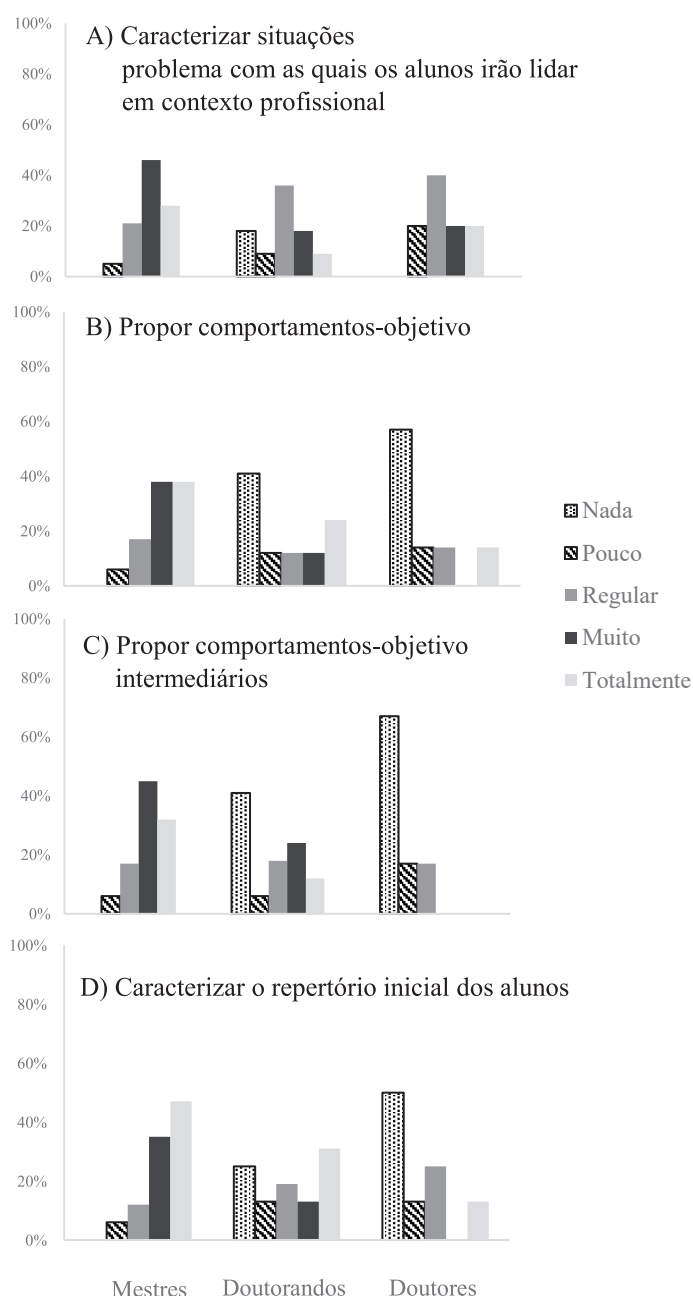 100%
A) Caracterizar situações
80%
problema com as quais os alunos irão lidar
em contexto profissional
60%
40%
20%
0%
100%
B) Propor comportamentos-objetivo
80%
60%
40%
20%
0%
Nada
Pouco
Regular
Muito
Totalmente
100%
C) Propor comportamentos-objetivo
intermediários
80%
60%
40%
20%
0%
100%
D) Caracterizar o repertório inicial dos alunos
80%
60%
40%
20%
0%
Mestres Doutorandos Doutores